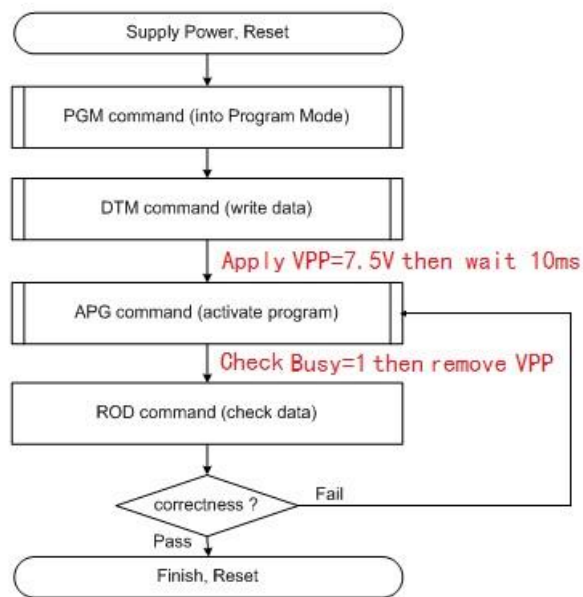 Supply Power, Reset
PGM command (into Program Mode)
DTM command (write data)
Apply VPP=7.5V then wait 10ms
APG command (activate program)
Check Busy=1 then remove VPP
ROD command (check data)
correctness ?
Fail
Pass
Finish, Reset